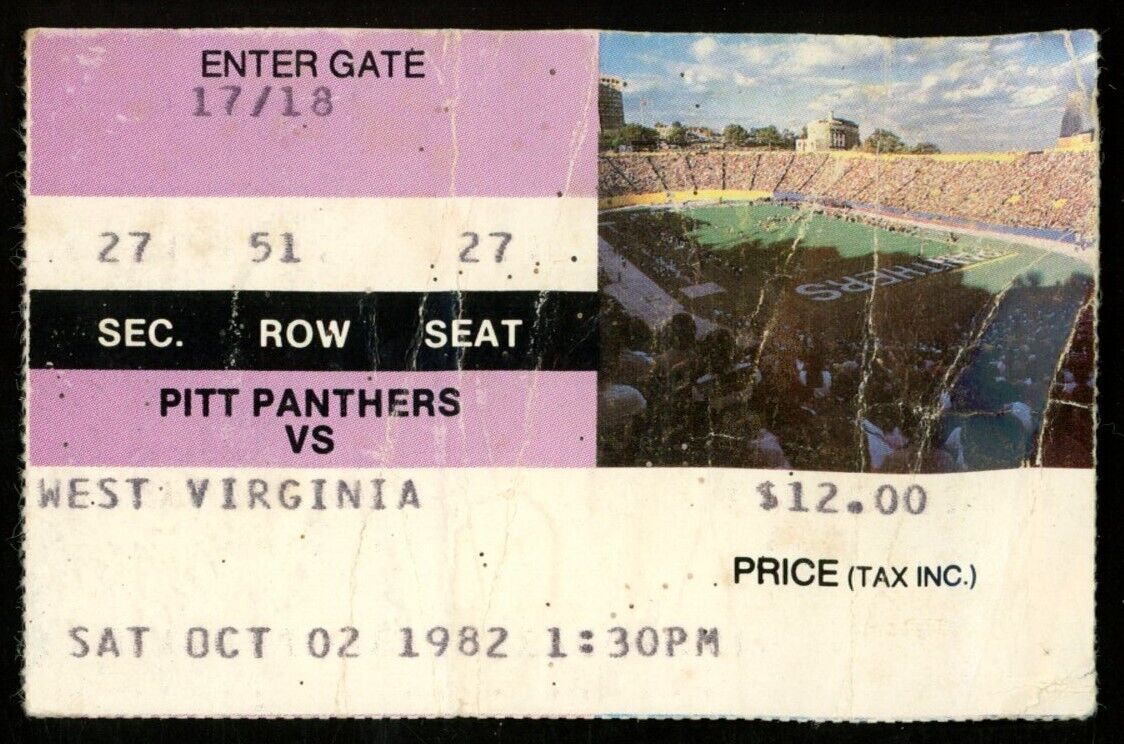 ENTER GATE
17/18
27 51 27
SEC. ROW SEAT
PITT PANTHERS
VS
WEST VIRGINIA
$12.00
PRICE (TAX INC.)
SAT OCT 02 1982 1:30PM
PANTHERS